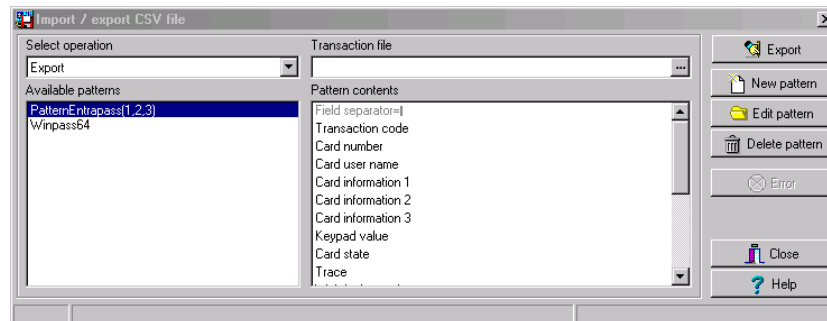 Import / export CSV file
Select operation
Transaction file
Export
...
Export
Available patterns
Pattern contents
New pattern
PatternEntrapass(1,2,3)
Winpass64
Field separator=|
Transaction code
Card number
Card user name
Card information 1
Card information 2
Card information 3
Keypad value
Card state
Trace
Edit pattern
Delete pattern
Error
Close
Help